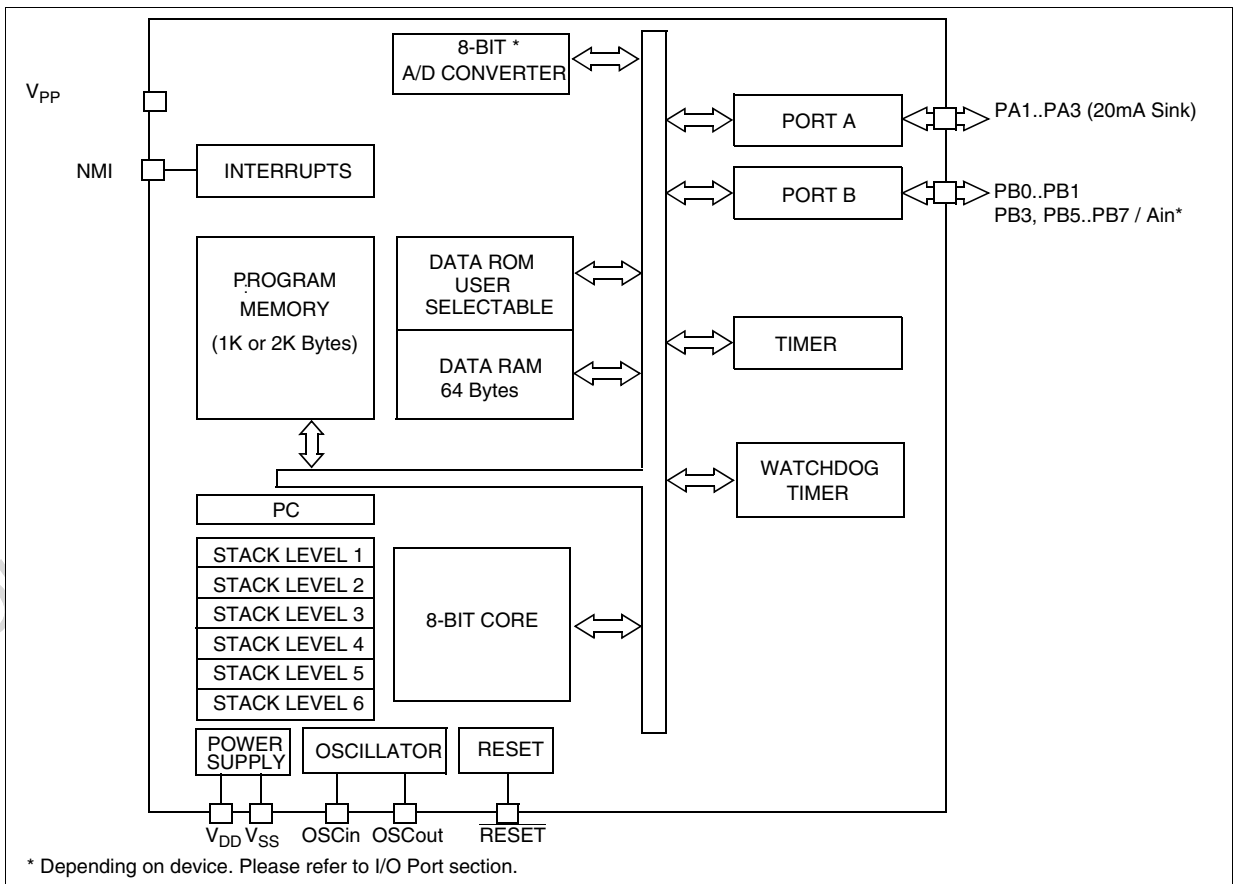 8-BIT *
A/D CONVERTER
V_PP
PORT A
PA1..PA3 (20mA Sink)
NMI
INTERRUPTS
PORT B
PB0..PB1
PB3, PB5..PB7 / Ain*
PROGRAM
MEMORY
(1K or 2K Bytes)
DATA ROM
USER
SELECTABLE
DATA RAM
64 Bytes
TIMER
WATCHDOG
TIMER
PC
STACK LEVEL 1
STACK LEVEL 2
STACK LEVEL 3
STACK LEVEL 4
STACK LEVEL 5
STACK LEVEL 6
8-BIT CORE
POWER
SUPPLY
OSCILLATOR
RESET
V_DD V_SS OSCin OSCout RESET
* Depending on device. Please refer to I/O Port section.